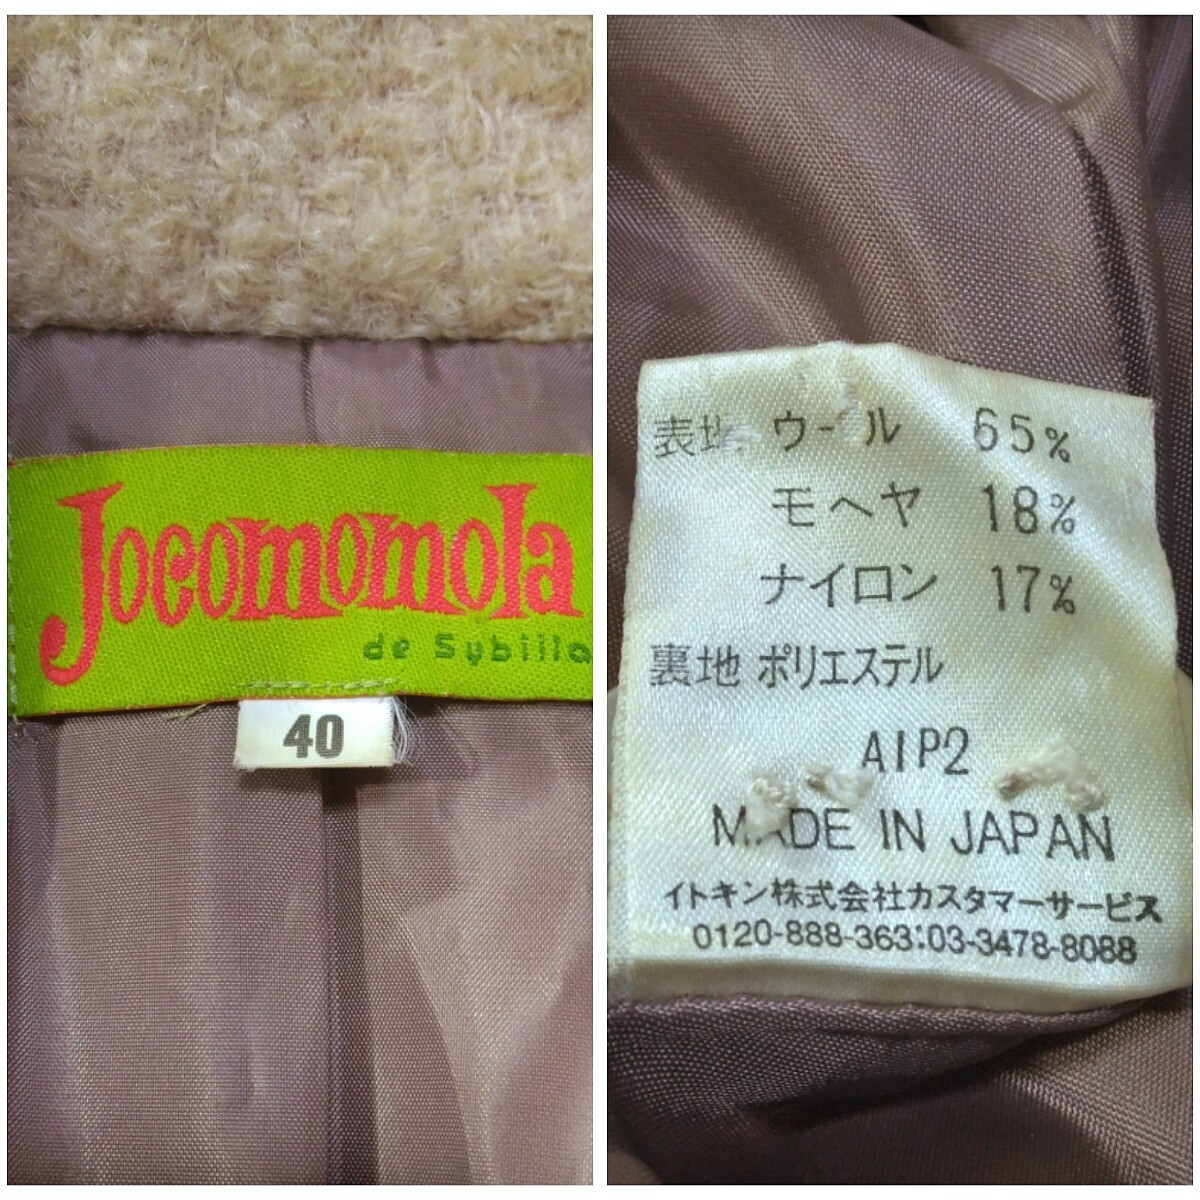 Jocomomola
de Sybilla
40
表地 ウール 65%
モヘヤ 18%
ナイロン 17%
裏地 ポリエステル
AIP2
MADE IN JAPAN
イトキン株式会社カスタマーサービス
0120-888-363:03-3478-8088